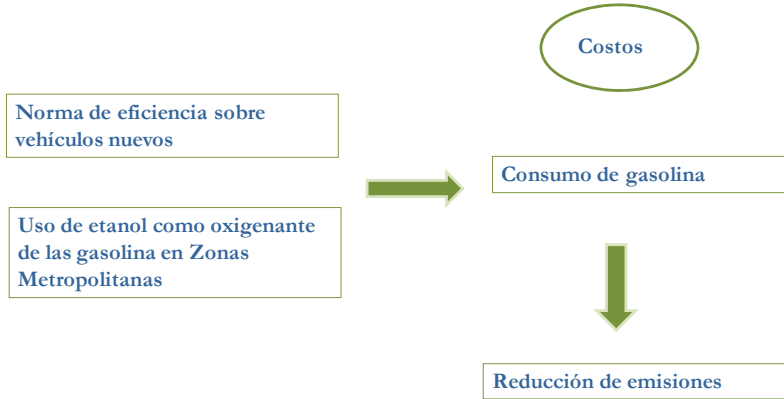 Costos
Norma de eficiencia sobre
vehículos nuevos
Consumo de gasolina
Uso de etanol como oxigenante
de las gasolina en Zonas
Metropolitanas
Reducción de emisiones